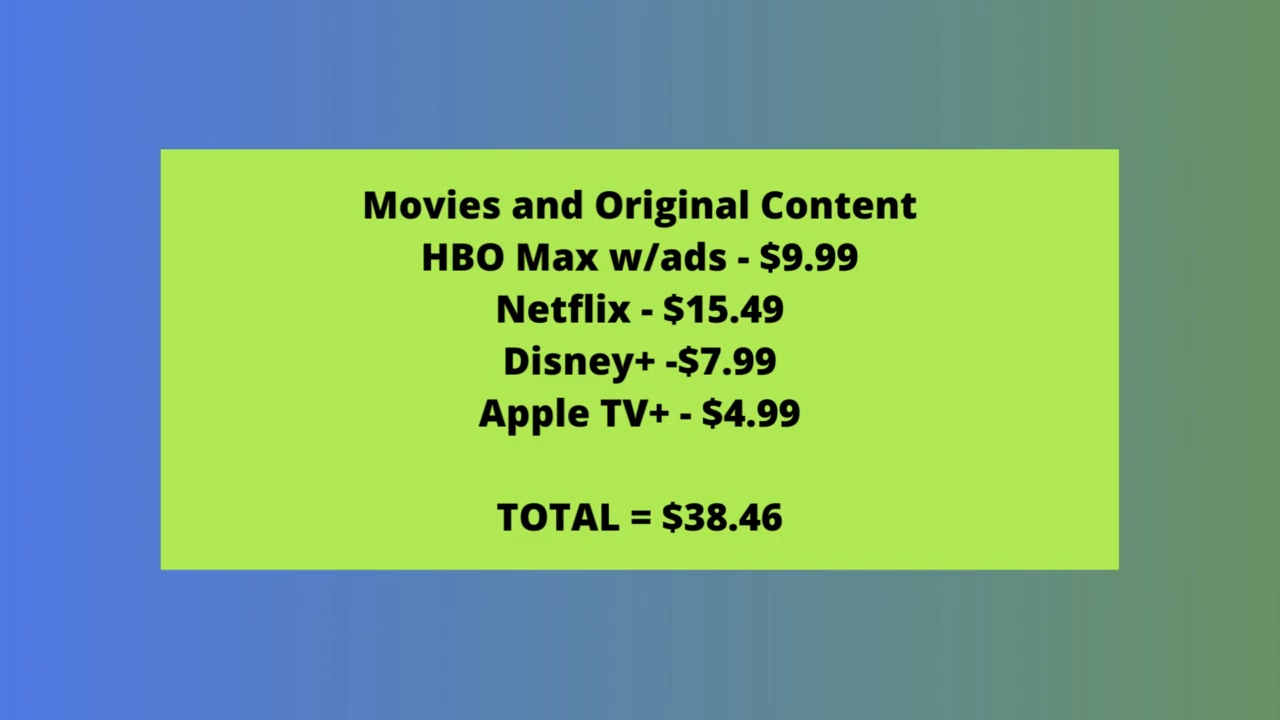 Movies and Original Content
HBO Max w/ads - $9.99
Netflix - $15.49
Disney+ -$7.99
Apple TV+ - $4.99
TOTAL = $38.46